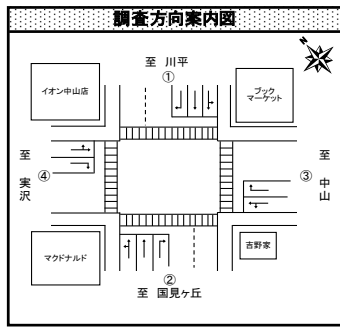 調査方向案内図
N
至 川平
①
イオン中山店
ブック
マーケット
至 実沢
④
③
至 中山
マクドナルド
吉野家
②
至 国見ヶ丘